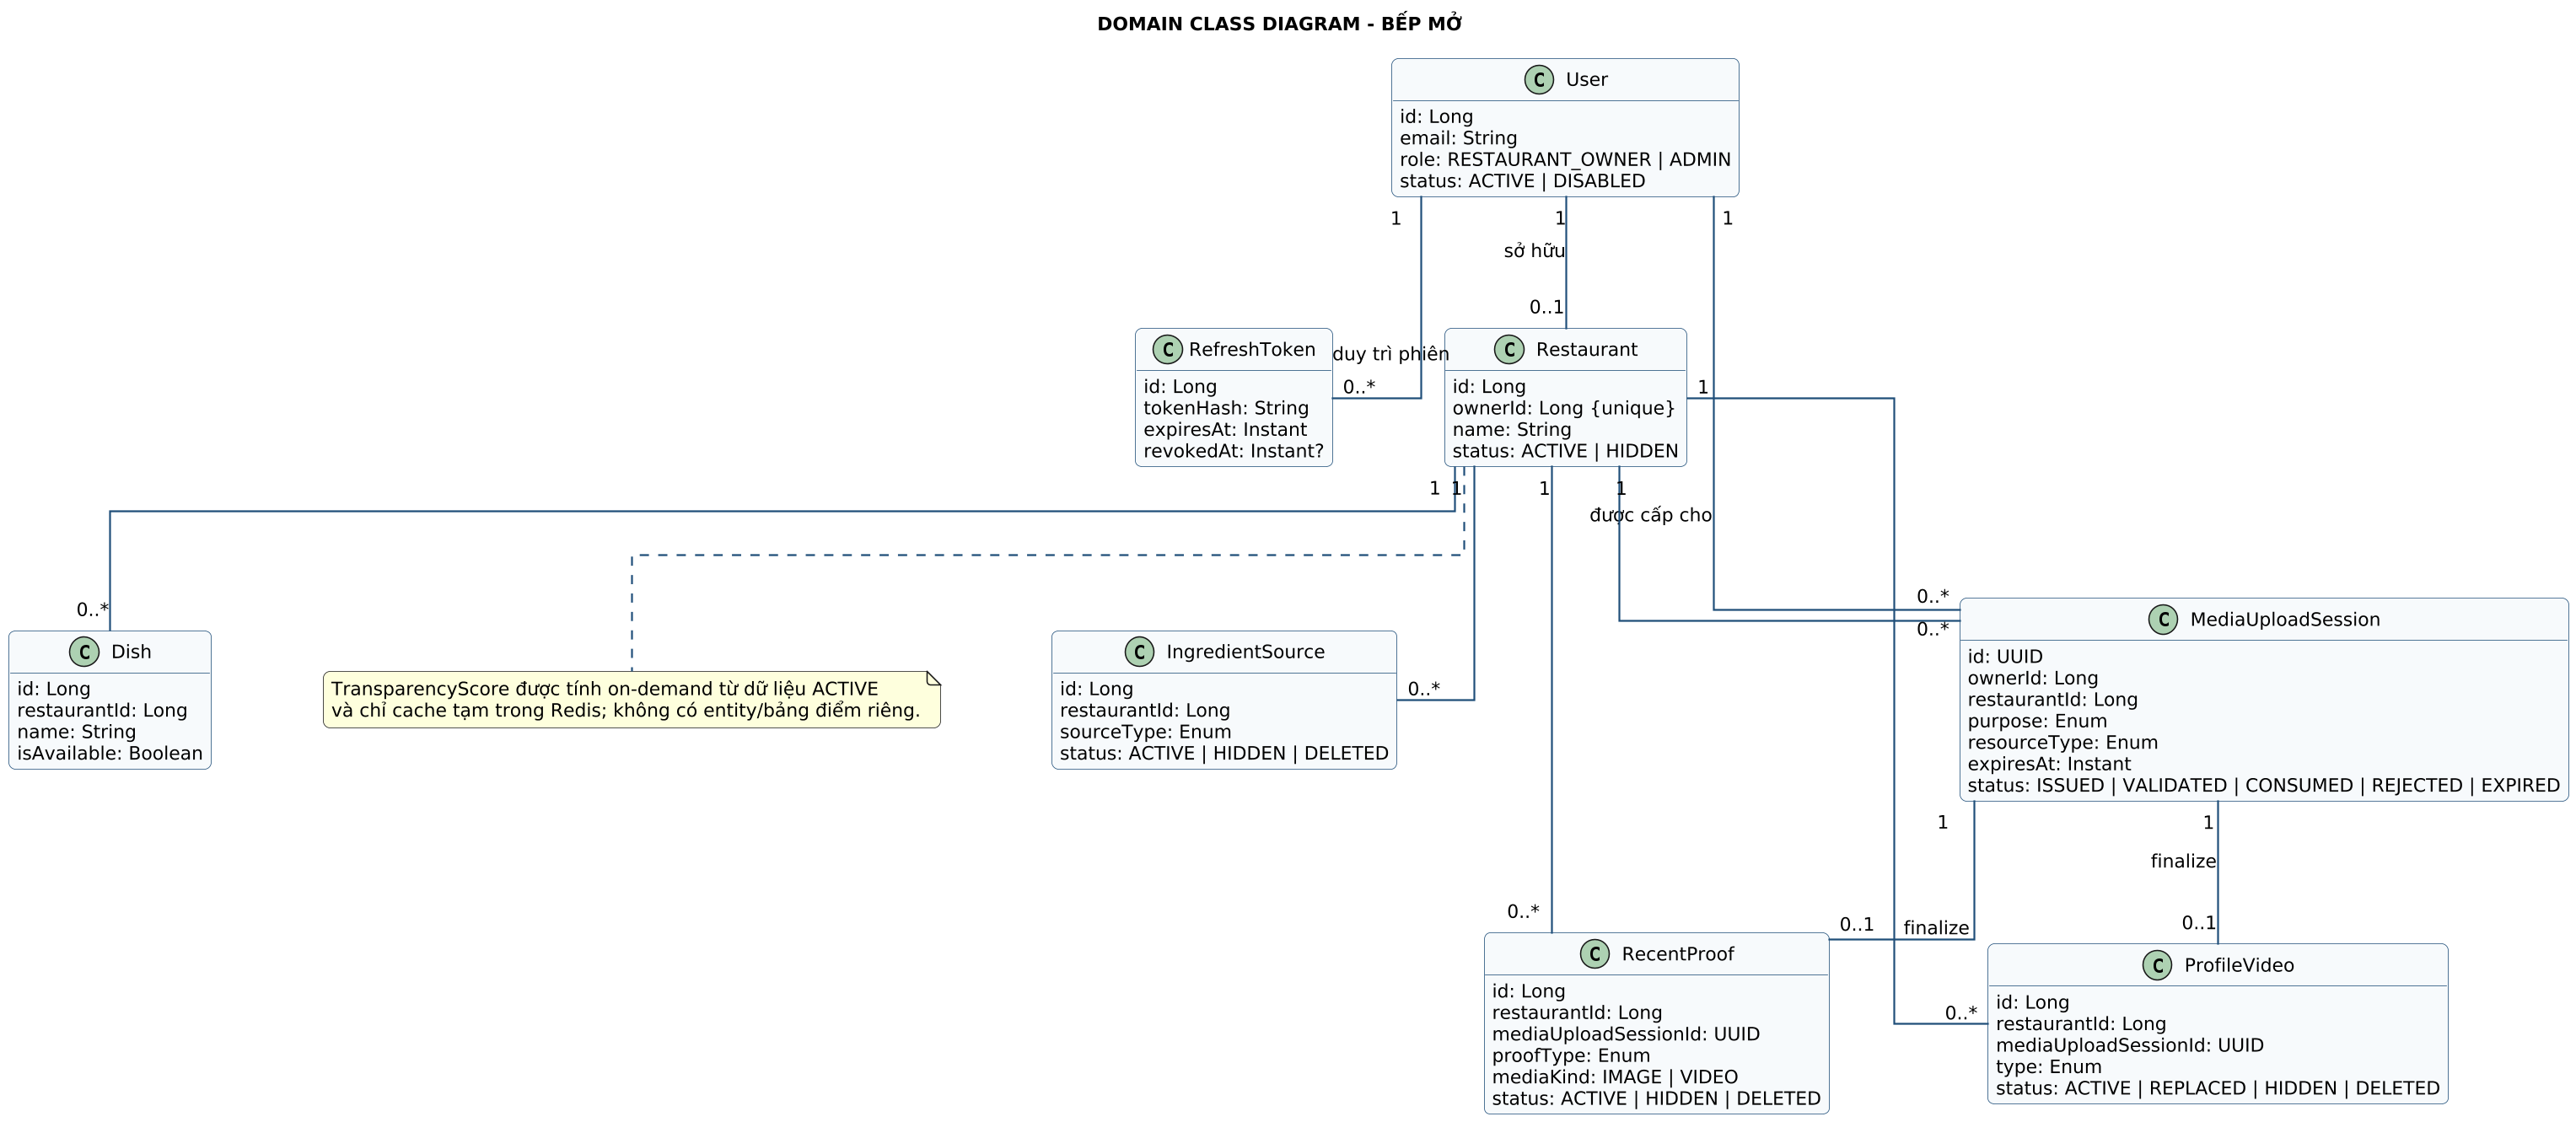 DOMAIN CLASS DIAGRAM - BẾP MỞ
C User
id: Long
email: String
role: RESTAURANT_OWNER | ADMIN
status: ACTIVE | DISABLED
1
1
1
sở hữu
0..1
duy trì phiên
0..*
C RefreshToken
id: Long
tokenHash: String
expiresAt: Instant
revokedAt: Instant?
C Restaurant
id: Long
ownerId: Long {unique}
name: String
status: ACTIVE | HIDDEN
1
1
1
1
1
được cấp cho
0..*
0..*
0..*
C Dish
id: Long
restaurantId: Long
name: String
isAvailable: Boolean
TransparencyScore được tính on-demand từ dữ liệu ACTIVE
và chỉ cache tạm trong Redis; không có entity/bảng điểm riêng.
C IngredientSource
id: Long
restaurantId: Long
sourceType: Enum
status: ACTIVE | HIDDEN | DELETED
0..*
C MediaUploadSession
id: UUID
ownerId: Long
restaurantId: Long
purpose: Enum
resourceType: Enum
expiresAt: Instant
status: ISSUED | VALIDATED | CONSUMED | REJECTED | EXPIRED
1
1
finalize
0..*
0..1
finalize
0..1
C RecentProof
id: Long
restaurantId: Long
mediaUploadSessionId: UUID
proofType: Enum
mediaKind: IMAGE | VIDEO
status: ACTIVE | HIDDEN | DELETED
0..*
C ProfileVideo
id: Long
restaurantId: Long
mediaUploadSessionId: UUID
type: Enum
status: ACTIVE | REPLACED | HIDDEN | DELETED